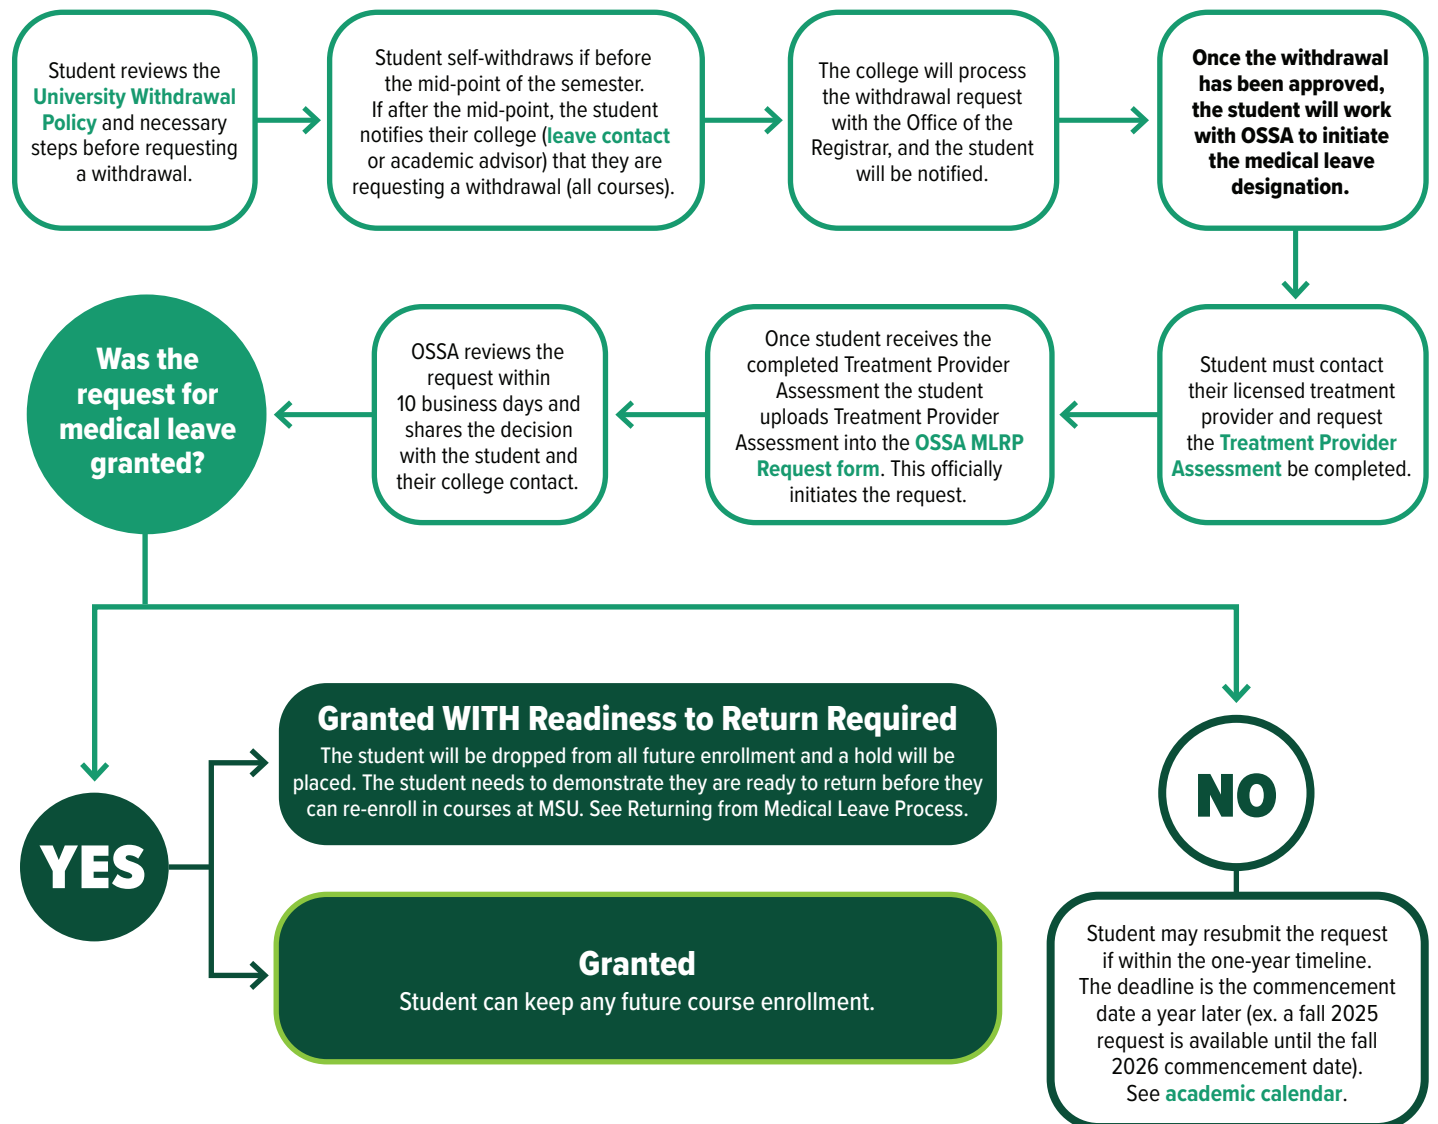 Student reviews the
University Withdrawal
Policy and necessary
steps before requesting
a withdrawal.
Student self-withdraws if before
the mid-point of the semester.
If after the mid-point, the student
notifies their college (leave contact
or academic advisor) that they are
requesting a withdrawal (all courses).
The college will process
the withdrawal request
with the Office of the
Registrar, and the student
will be notified.
Once the withdrawal
has been approved,
the student will work
with OSSA to initiate
the medical leave
designation.
Student must contact
their licensed treatment
provider and request
the Treatment Provider
Assessment be completed.
Once student receives the
completed Treatment Provider
Assessment the student
uploads Treatment Provider
Assessment into the OSSA MLRP
Request form. This officially
initiates the request.
OSSA reviews the
request within
10 business days and
shares the decision
with the student and
their college contact.
Was the
request for
medical leave
granted?
YES
Granted WITH Readiness to Return Required
The student will be dropped from all future enrollment and a hold will be
placed. The student needs to demonstrate they are ready to return before they
can re-enroll in courses at MSU. See Returning from Medical Leave Process.
Granted
Student can keep any future course enrollment.
NO
Student may resubmit the request
if within the one-year timeline.
The deadline is the commencement
date a year later (ex. a fall 2025
request is available until the fall
2026 commencement date).
See academic calendar.